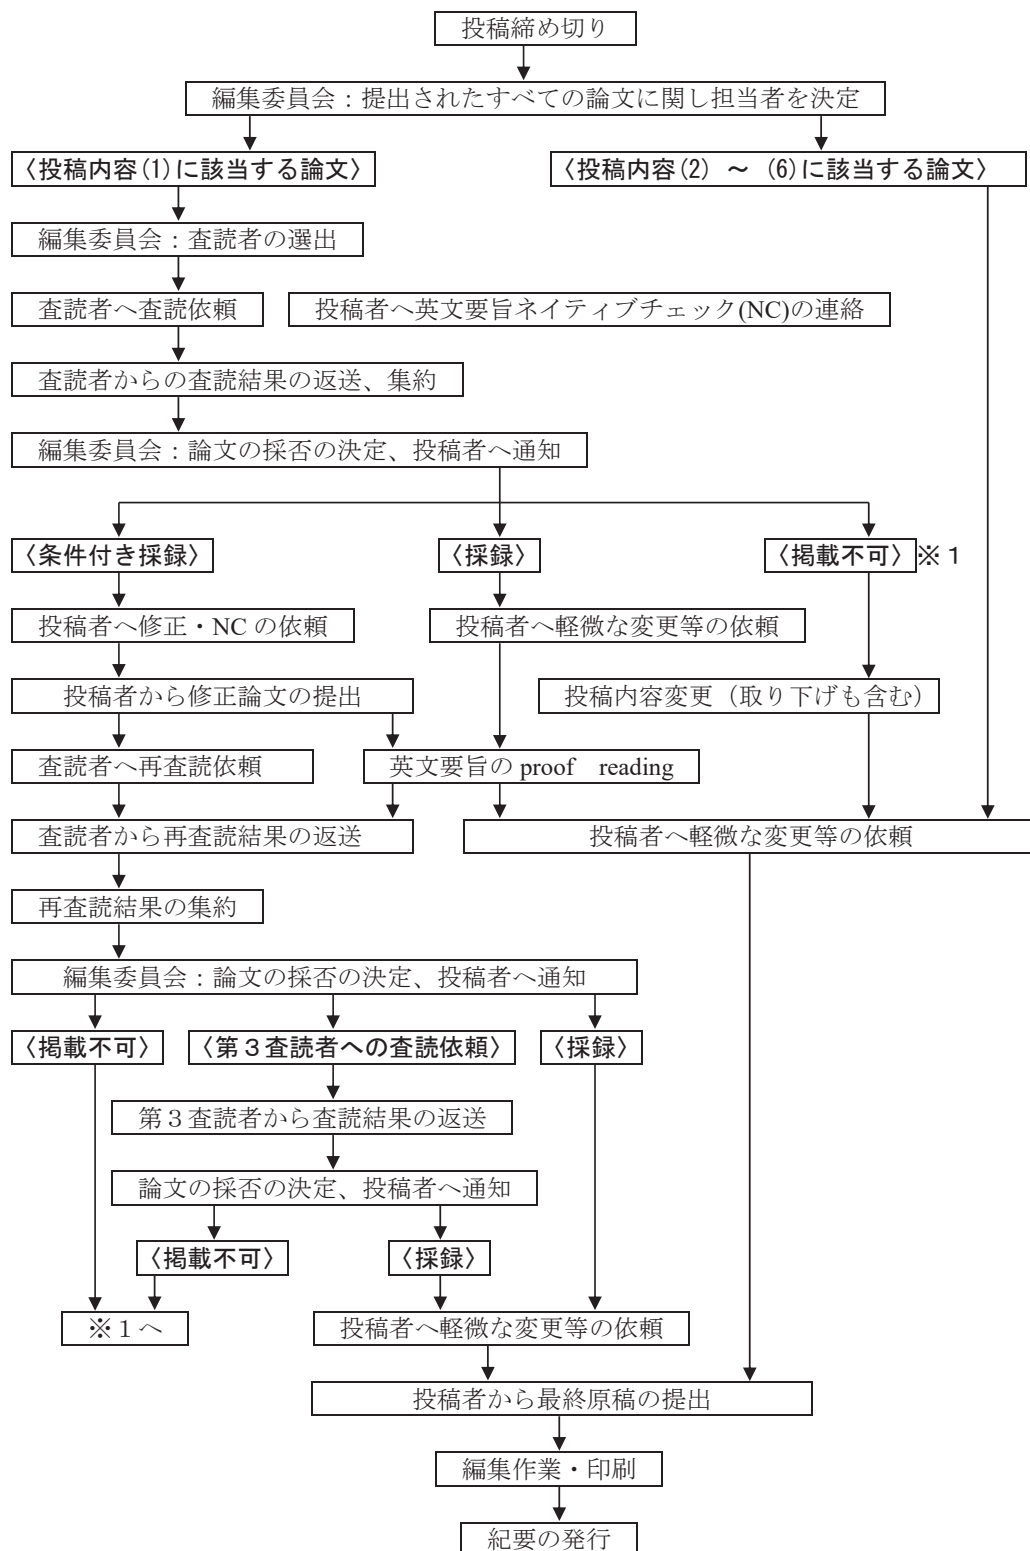 投稿締め切り
編集委員会：提出されたすべての論文に関し担当者を決定
〈投稿内容(1)に該当する論文〉
〈投稿内容(2) ～ (6)に該当する論文〉
編集委員会：査読者の選出
査読者へ査読依頼
投稿者へ英文要旨ネイティブチェック(NC)の連絡
査読者からの査読結果の返送、集約
編集委員会：論文の採否の決定、投稿者へ通知
〈条件付き採録〉
〈採録〉
〈掲載不可〉※１
投稿者へ修正・NC の依頼
投稿者へ軽微な変更等の依頼
投稿者から修正論文の提出
投稿内容変更（取り下げも含む）
査読者へ再査読依頼
英文要旨の proof reading
査読者から再査読結果の返送
投稿者へ軽微な変更等の依頼
再査読結果の集約
編集委員会：論文の採否の決定、投稿者へ通知
〈掲載不可〉
〈第３査読者への査読依頼〉
〈採録〉
第３査読者から査読結果の返送
論文の採否の決定、投稿者へ通知
〈掲載不可〉
〈採録〉
※１へ
投稿者へ軽微な変更等の依頼
投稿者から最終原稿の提出
編集作業・印刷
紀要の発行